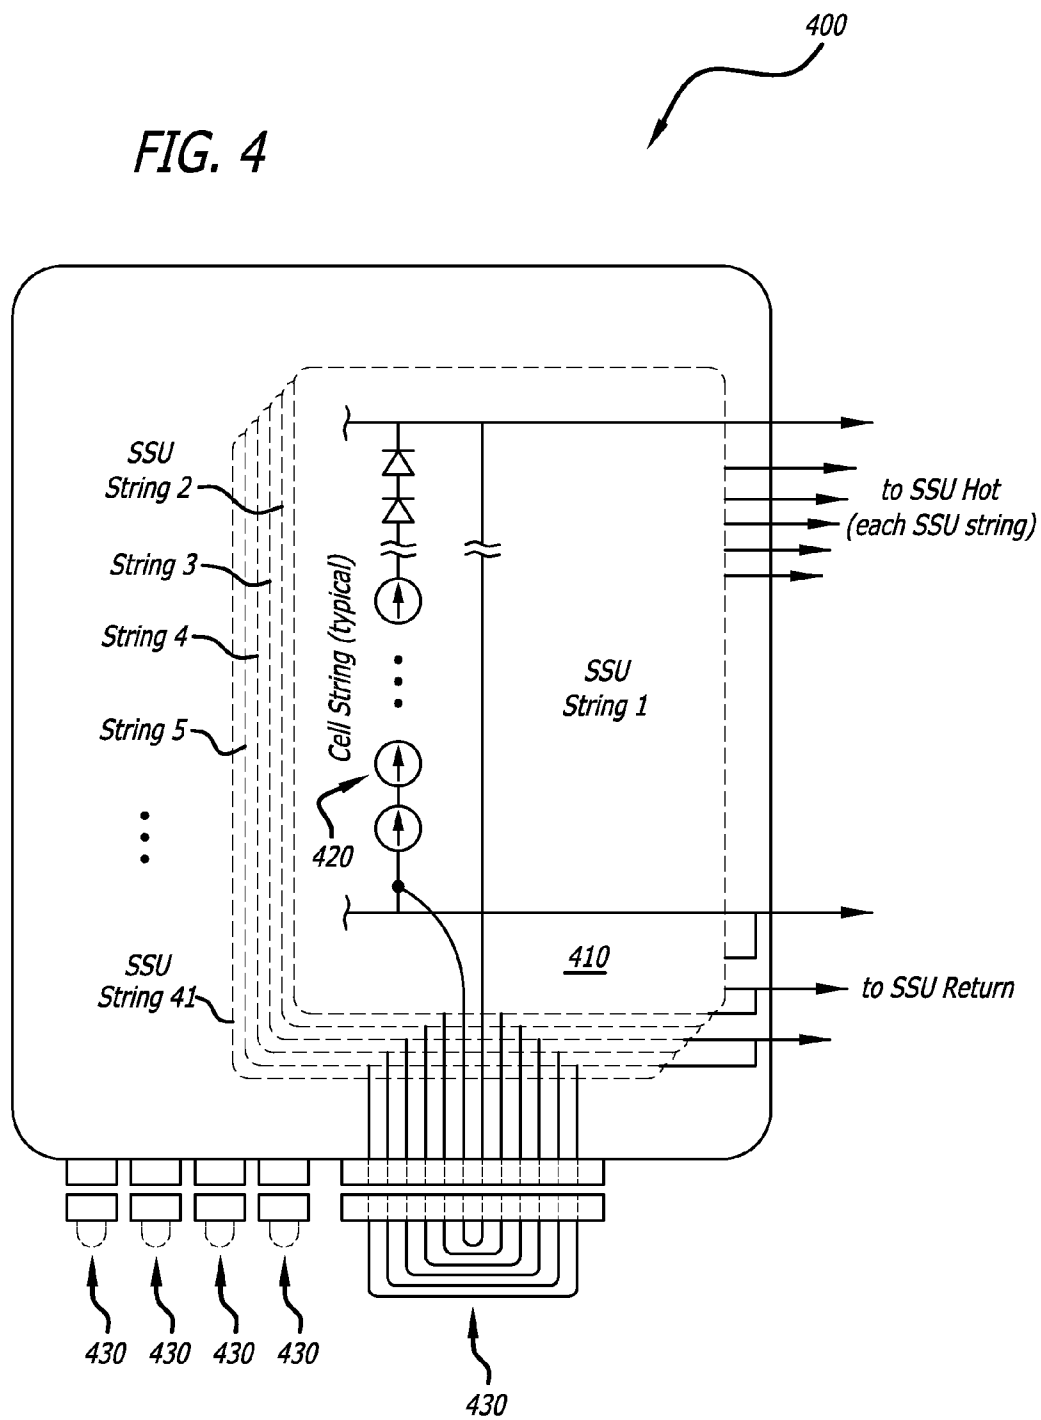 400
FIG. 4
SSU
String 2
String 3
String 4
String 5
SSU
String 41
Cell String (typical)
420
SSU
String 1
410
to SSU Hot
(each SSU string)
to SSU Return
430
430
430
430
430